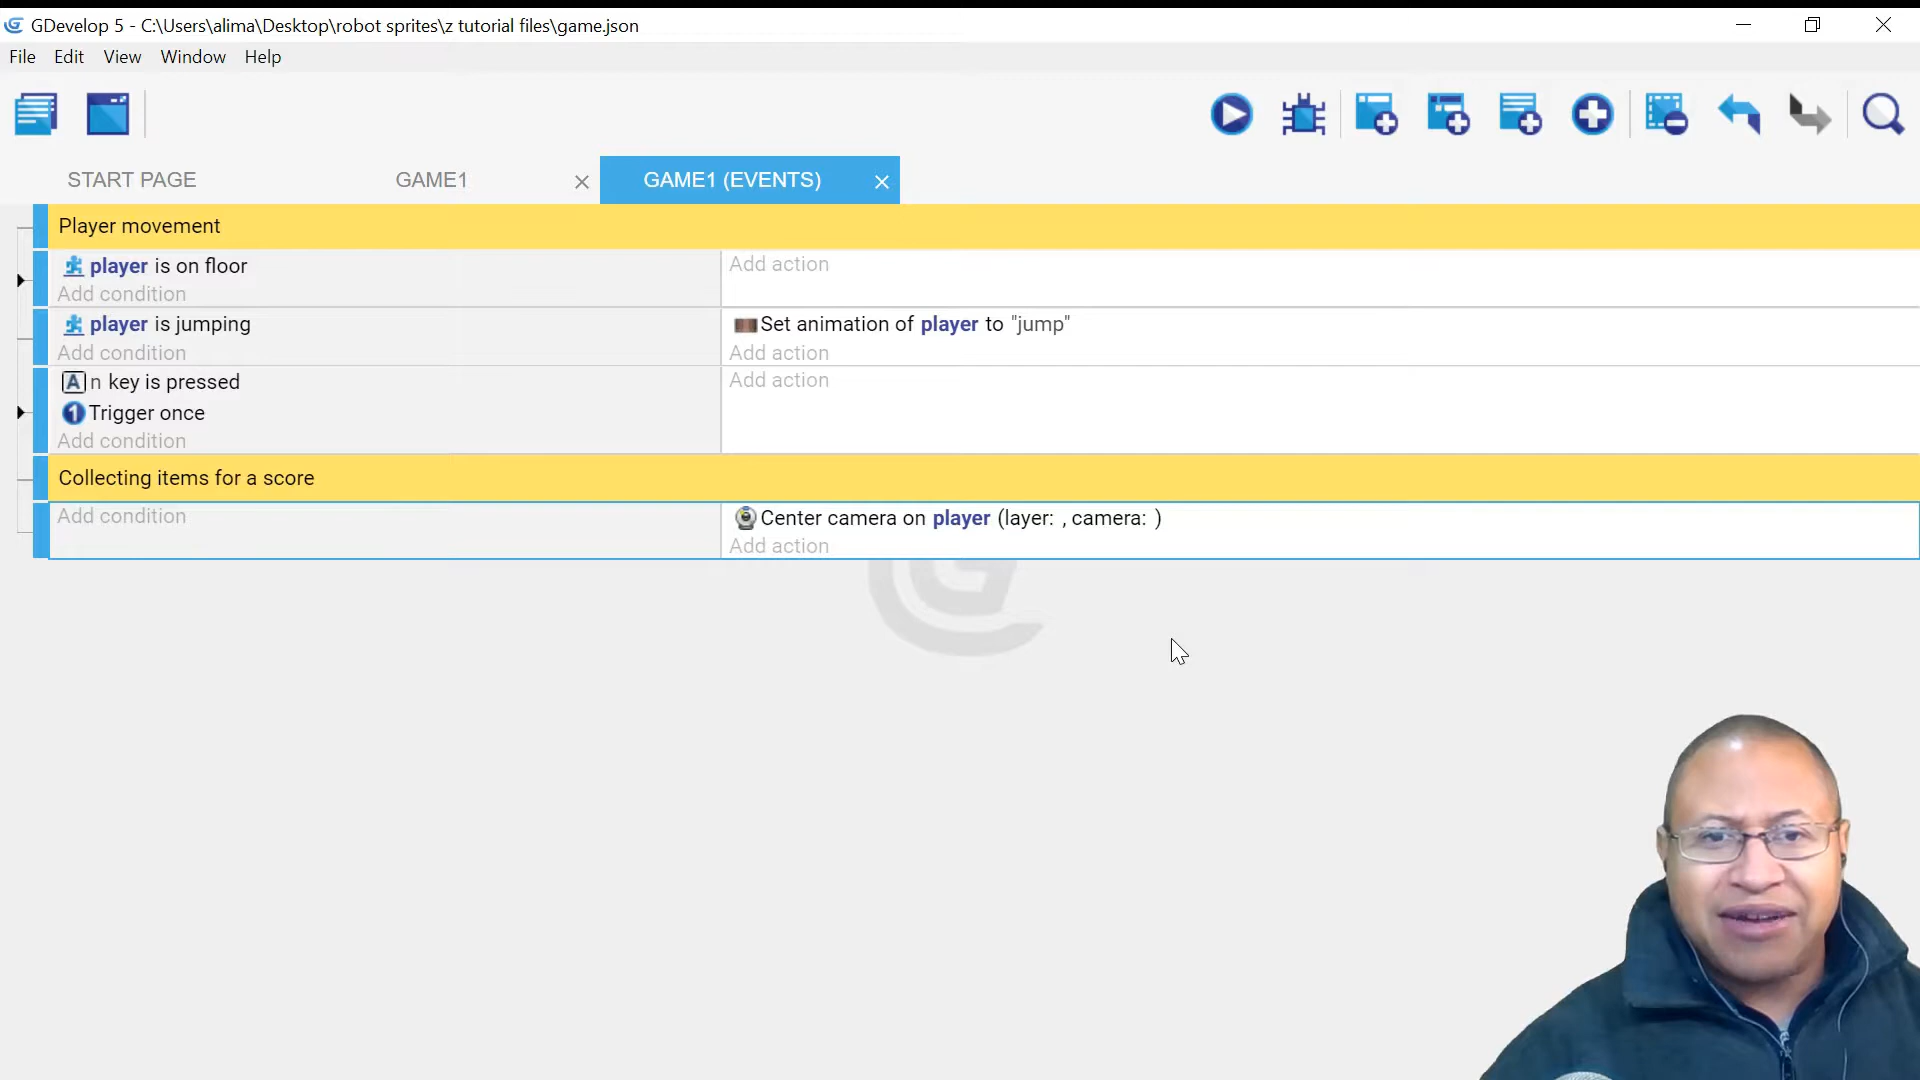 GDevelop 5 - C:\Users\alima\Desktop\robot sprites\z tutorial files\game.json
File Edit View Window Help
START PAGE GAME1 GAME1 (EVENTS)
Player movement
player is on floor Add action
Add condition
player is jumping Set animation of player to "jump"
Add condition Add action
A n key is pressed Add action
1 Trigger once
Add condition
Collecting items for a score
Add condition Center camera on player (layer: , camera: )
Add action